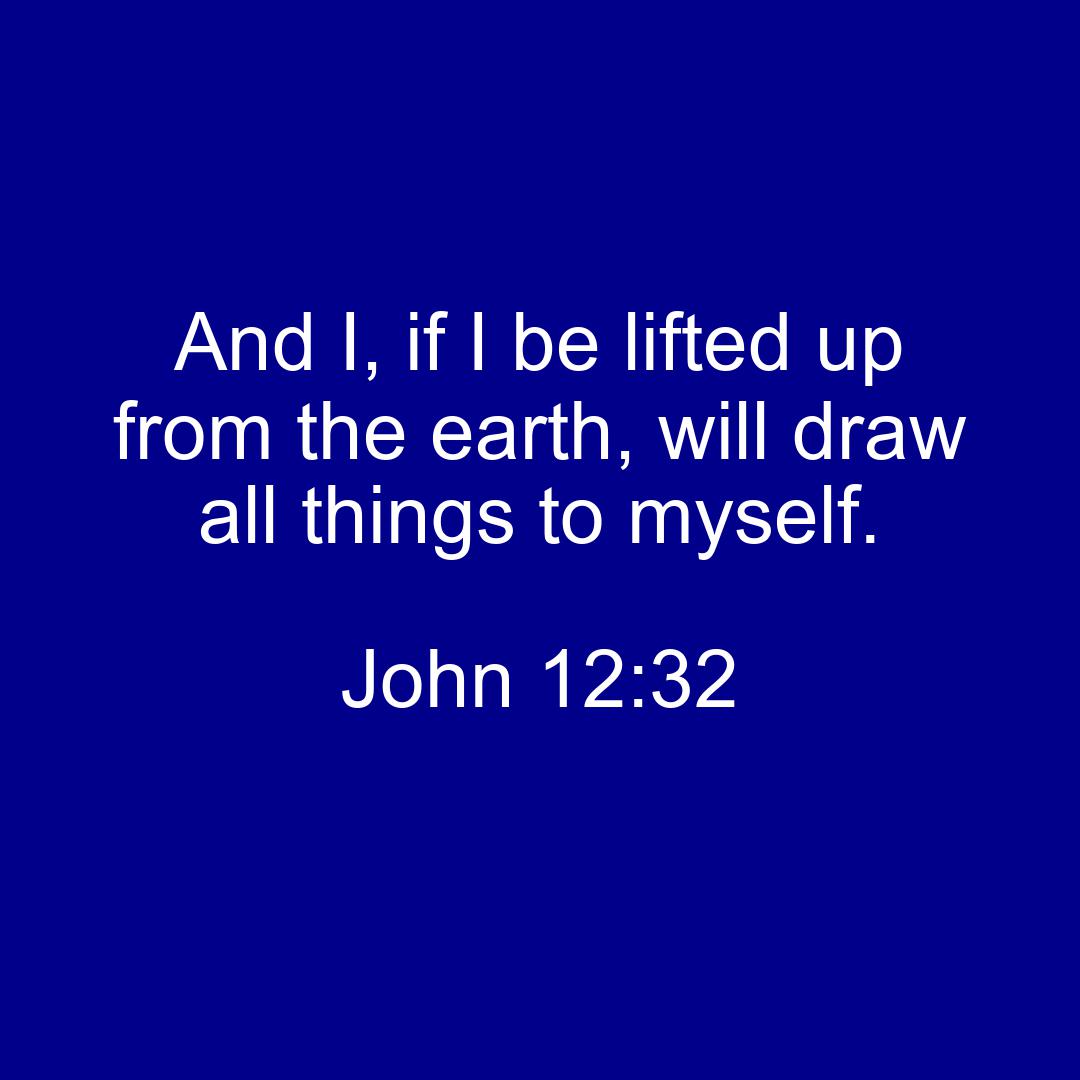 And I, if I be lifted up
from the earth, will draw
all things to myself.
John 12:32